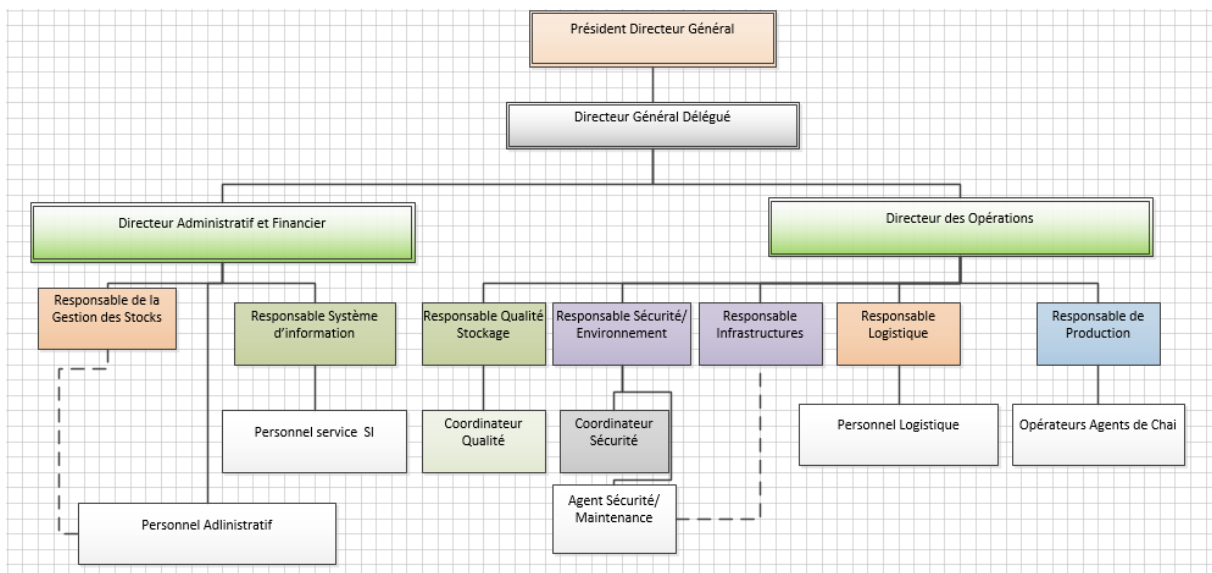 Président Directeur Général
Directeur Général Délégué
Directeur Administratif et Financier
Directeur des Opérations
Responsable de la
Gestion des Stocks
Responsable Système
d'information
Responsable Qualité
Stockage
Responsable Sécurité/
Environnement
Responsable
Infrastructures
Responsable
Logistique
Responsable de
Production
Personnel service SI
Coordinateur
Qualité
Coordinateur
Sécurité
Personnel Logistique
Opérateurs Agents de Chai
Agent Sécurité/
Maintenance
Personnel Adlinistratif